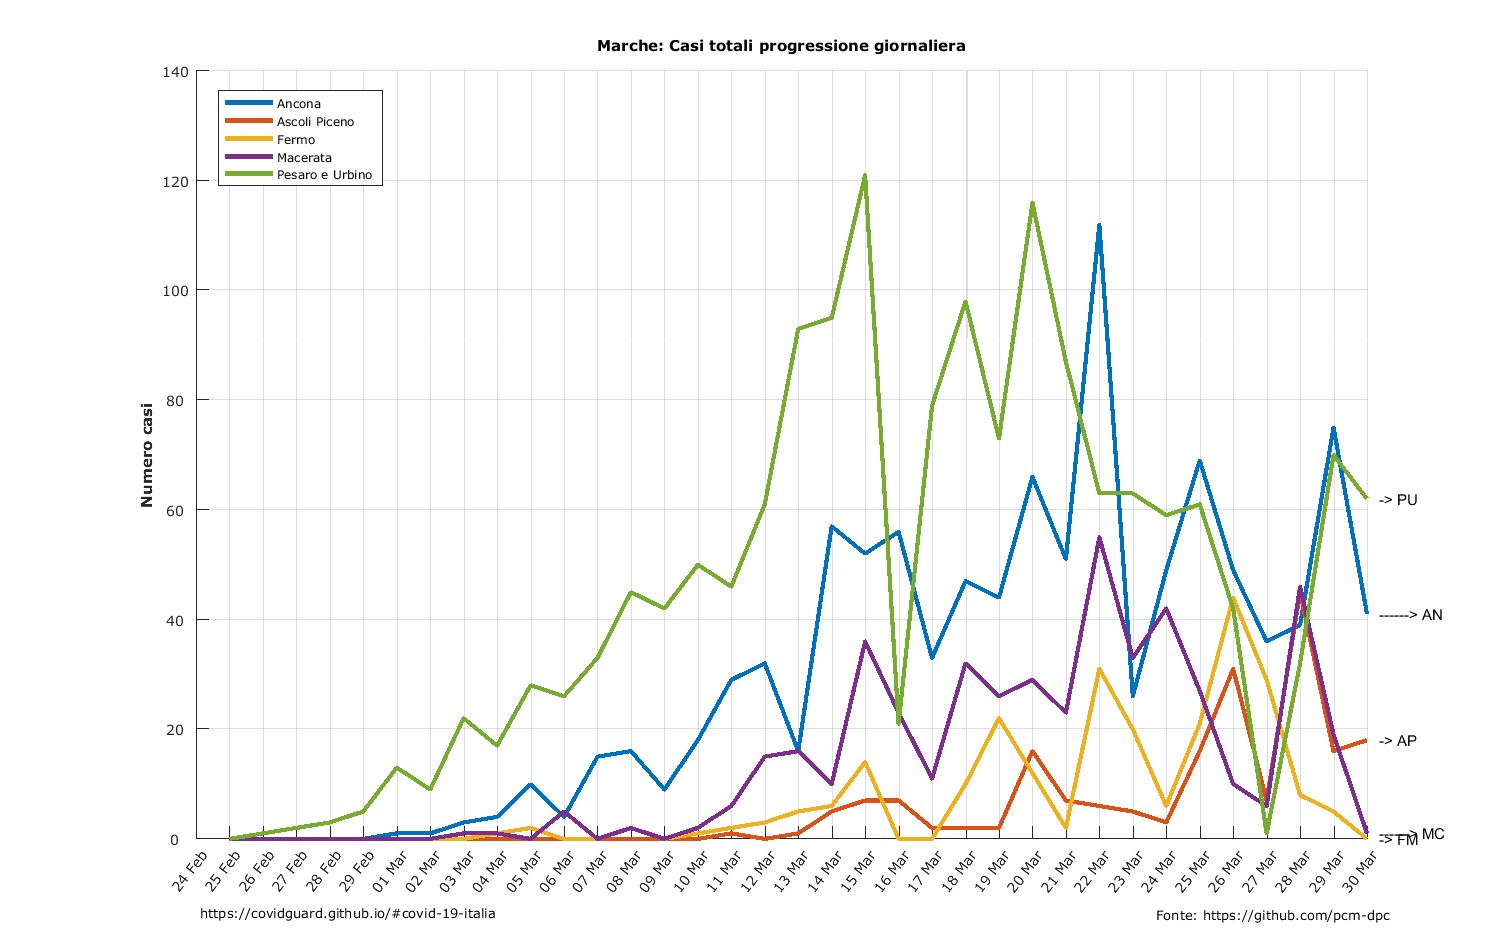 Marche: Casi totali progressione giornaliera
140
120
100
80
60
40
20
0
Numero casi
Ancona
Ascoli Piceno
Fermo
Macerata
Pesaro e Urbino
-> PU
------> AN
-> AP
------> MC
-> FM
24 Feb
25 Feb
26 Feb
27 Feb
28 Feb
29 Feb
01 Mar
02 Mar
03 Mar
04 Mar
05 Mar
06 Mar
07 Mar
08 Mar
09 Mar
10 Mar
11 Mar
12 Mar
13 Mar
14 Mar
15 Mar
16 Mar
17 Mar
18 Mar
19 Mar
20 Mar
21 Mar
22 Mar
23 Mar
24 Mar
25 Mar
26 Mar
27 Mar
28 Mar
29 Mar
30 Mar
https://covidguard.github.io/#covid-19-italia
Fonte: https://github.com/pcm-dpc